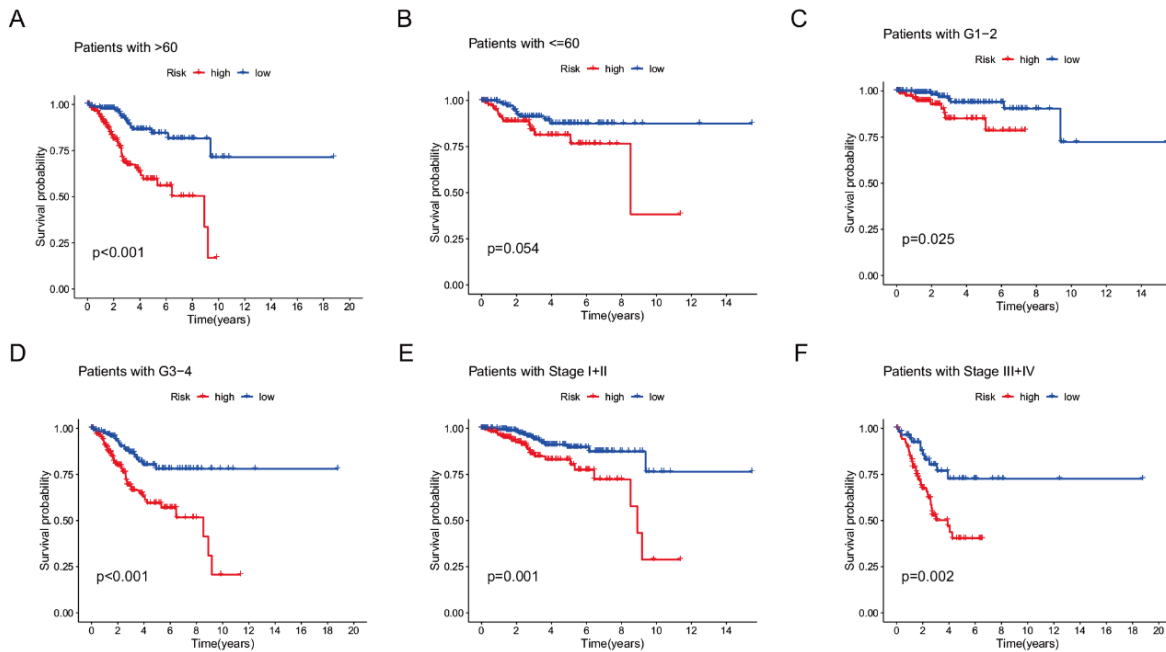 A
Patients with >60
Risk high low
Survival probability
1.00
0.75
0.50
0.25
0.00
p<0.001
0 2 4 6 8 10 12 14 16 18 20
Time(years)
B
Patients with <=60
Risk high low
Survival probability
1.00
0.75
0.50
0.25
0.00
p=0.054
0 2 4 6 8 10 12 14
Time(years)
C
Patients with G1−2
Risk high low
Survival probability
1.00
0.75
0.50
0.25
0.00
p=0.025
0 2 4 6 8 10 12 14
Time(years)
D
Patients with G3−4
Risk high low
Survival probability
1.00
0.75
0.50
0.25
0.00
p<0.001
0 2 4 6 8 10 12 14 16 18 20
Time(years)
E
Patients with Stage I+II
Risk high low
Survival probability
1.00
0.75
0.50
0.25
0.00
p=0.001
0 2 4 6 8 10 12 14
Time(years)
F
Patients with Stage III+IV
Risk high low
Survival probability
1.00
0.75
0.50
0.25
0.00
p=0.002
0 2 4 6 8 10 12 14 16 18 20
Time(years)